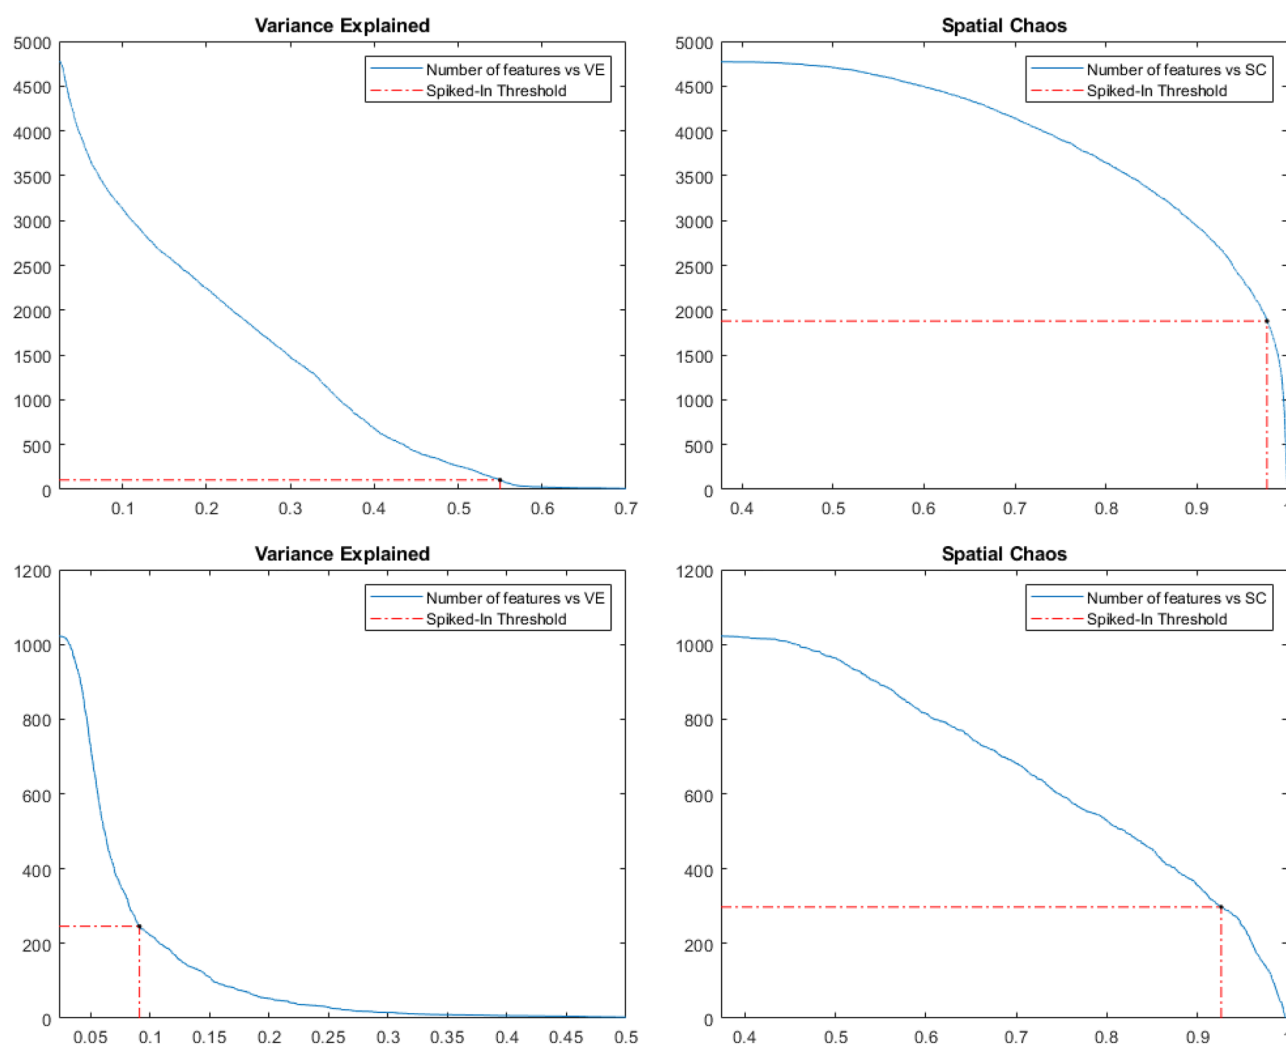 Variance Explained
5000
4500
4000
3500
3000
2500
2000
1500
1000
500
0
Number of features vs VE
Spiked-In Threshold
0.1 0.2 0.3 0.4 0.5 0.6 0.7
Spatial Chaos
5000
4500
4000
3500
3000
2500
2000
1500
1000
500
0
Number of features vs SC
Spiked-In Threshold
0.4 0.5 0.6 0.7 0.8 0.9
Variance Explained
1200
1000
800
600
400
200
0
Number of features vs VE
Spiked-In Threshold
0.05 0.1 0.15 0.2 0.25 0.3 0.35 0.4 0.45 0.5
Spatial Chaos
1200
1000
800
600
400
200
0
Number of features vs SC
Spiked-In Threshold
0.4 0.5 0.6 0.7 0.8 0.9